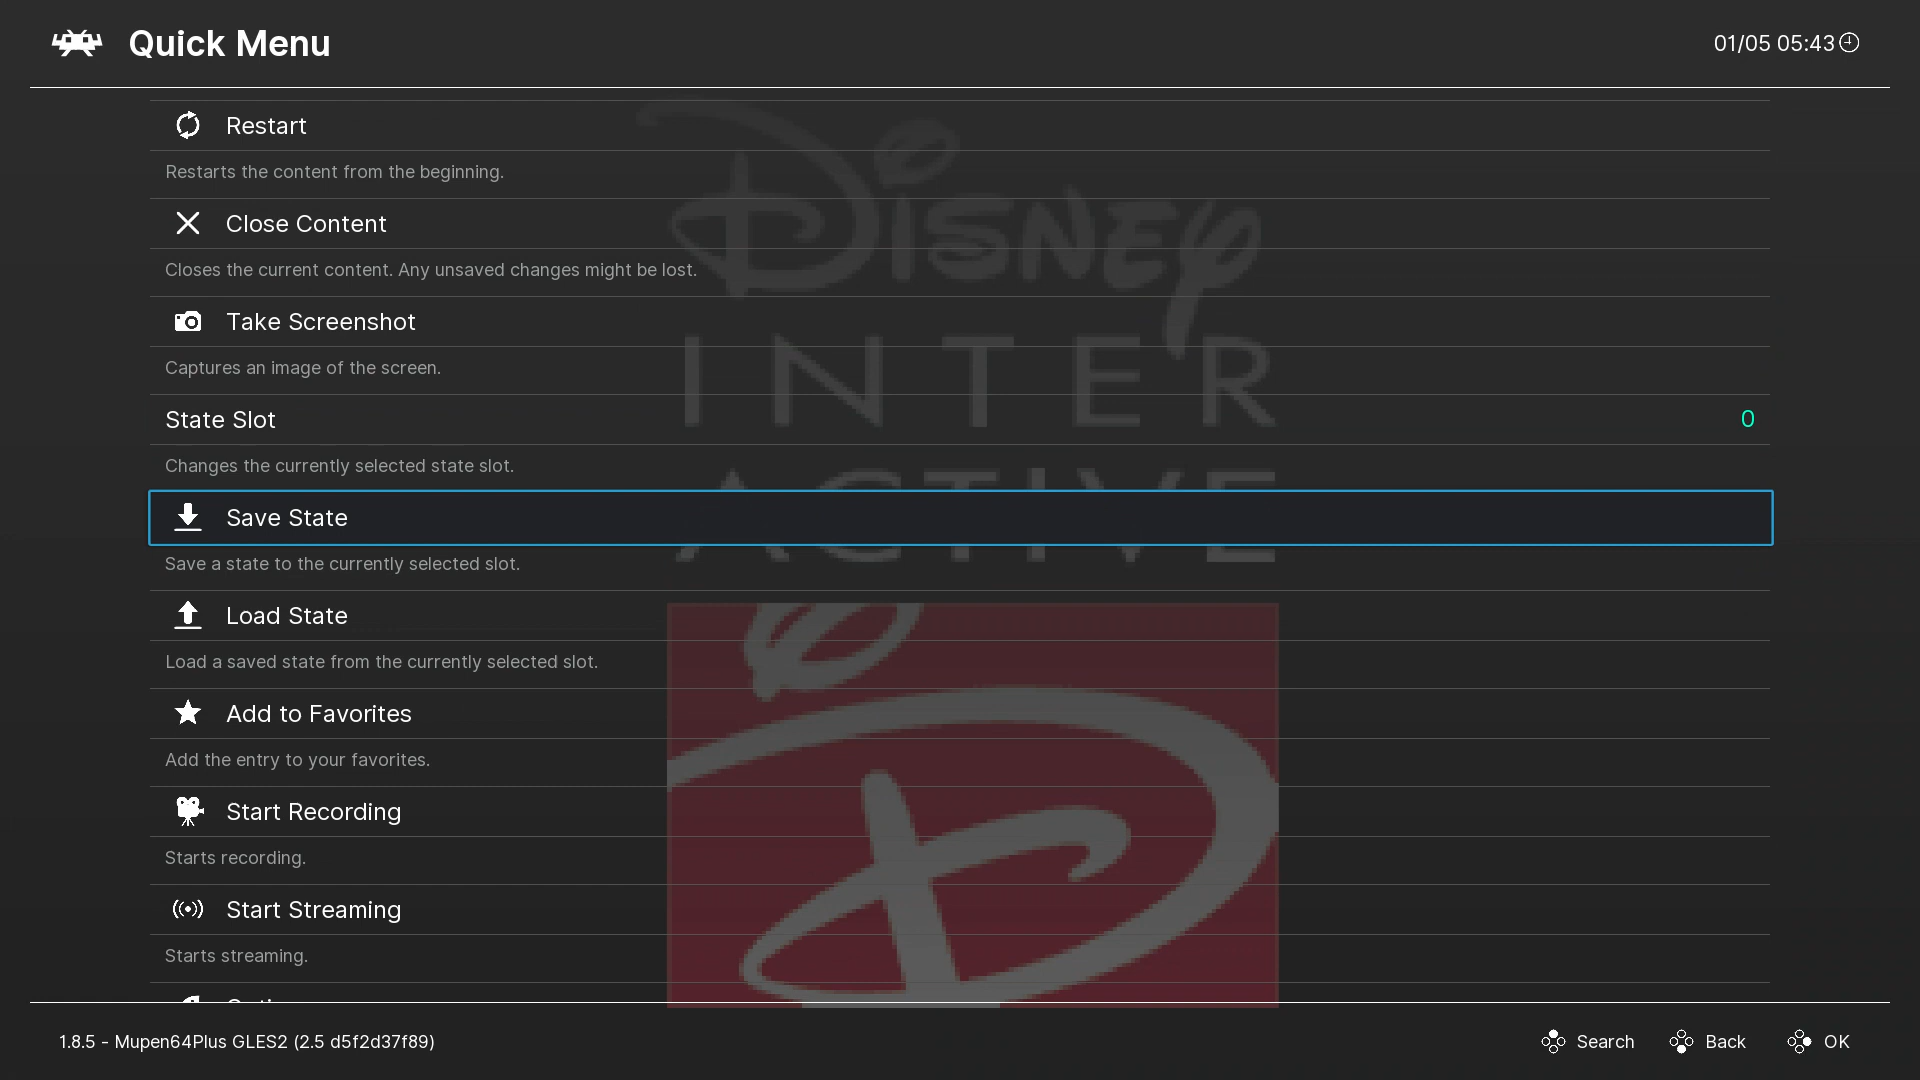 Quick Menu
01/05 05:43
Restart
Restarts the content from the beginning.
Close Content
Closes the current content. Any unsaved changes might be lost.
Take Screenshot
Captures an image of the screen.
State Slot 0
Changes the currently selected state slot.
Save State
Save a state to the currently selected slot.
Load State
Load a saved state from the currently selected slot.
Add to Favorites
Add the entry to your favorites.
Start Recording
Starts recording.
Start Streaming
Starts streaming.
1.8.5 - Mupen64Plus GLES2 (2.5 d5f2d37f89)
Search Back OK
Disney
INTER
ACTIVE